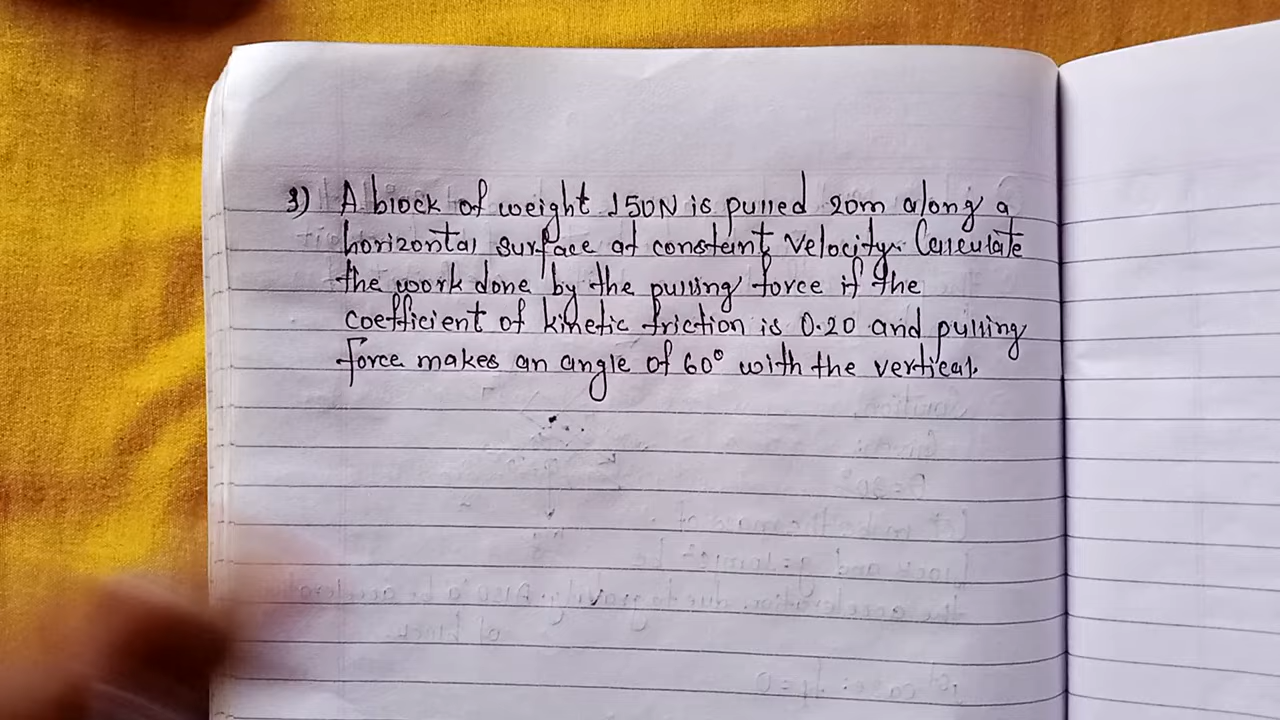 3) A block of weight 150N is pulled 20m along a
horizontal surface at constant velocity. Calculate
the work done by the pulling force if the
coefficient of kinetic friction is 0.20 and pulling
force makes an angle of 60° with the vertical.